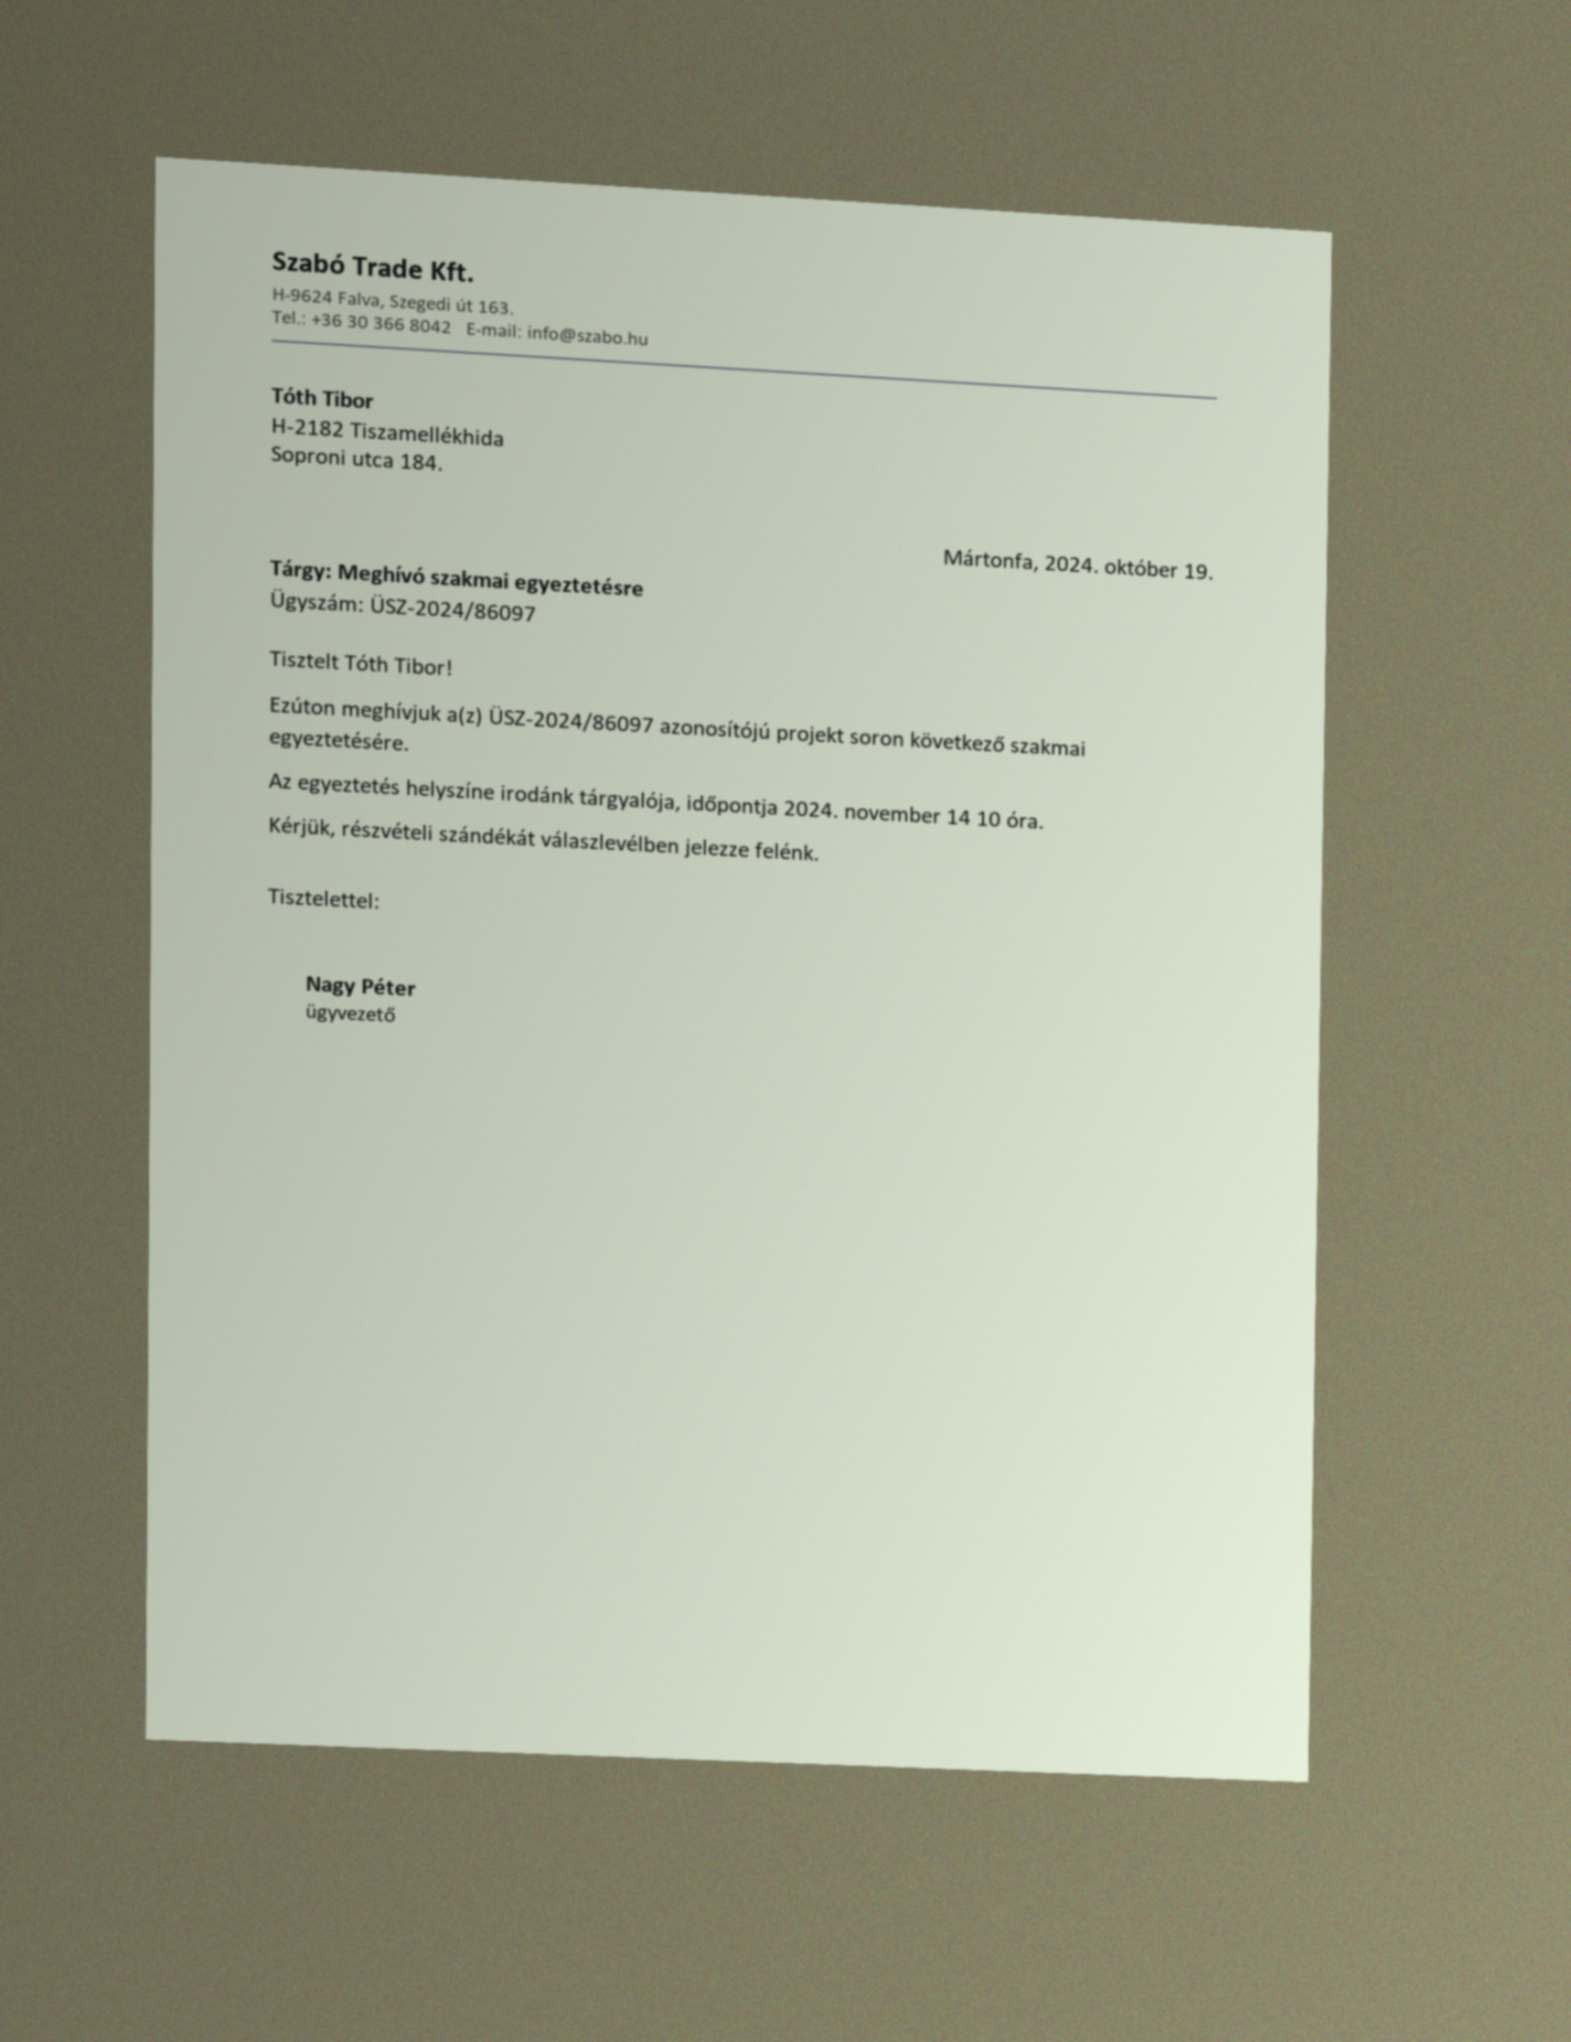 Szabó Trade Kft.
H-9624 Falva, Szegedi út 163.
Tel.: +36 30 366 8042 E-mail: info@szabo.hu
Tóth Tibor
H-2182 Tiszamellékhida
Soproni utca 184.
Mártonfa, 2024. október 19.
Tárgy: Meghívó szakmai egyeztetésre
Ügyszám: ÜSZ-2024/86097
Tisztelt Tóth Tibor!
Ezúton meghívjuk a(z) ÜSZ-2024/86097 azonosítójú projekt soron következő szakmai
egyeztetésére.
Az egyeztetés helyszíne irodánk tárgyalója, időpontja 2024. november 14 10 óra.
Kérjük, részvételi szándékát válaszlevélben jelezze felénk.
Tisztelettel:
Nagy Péter
ügyvezető